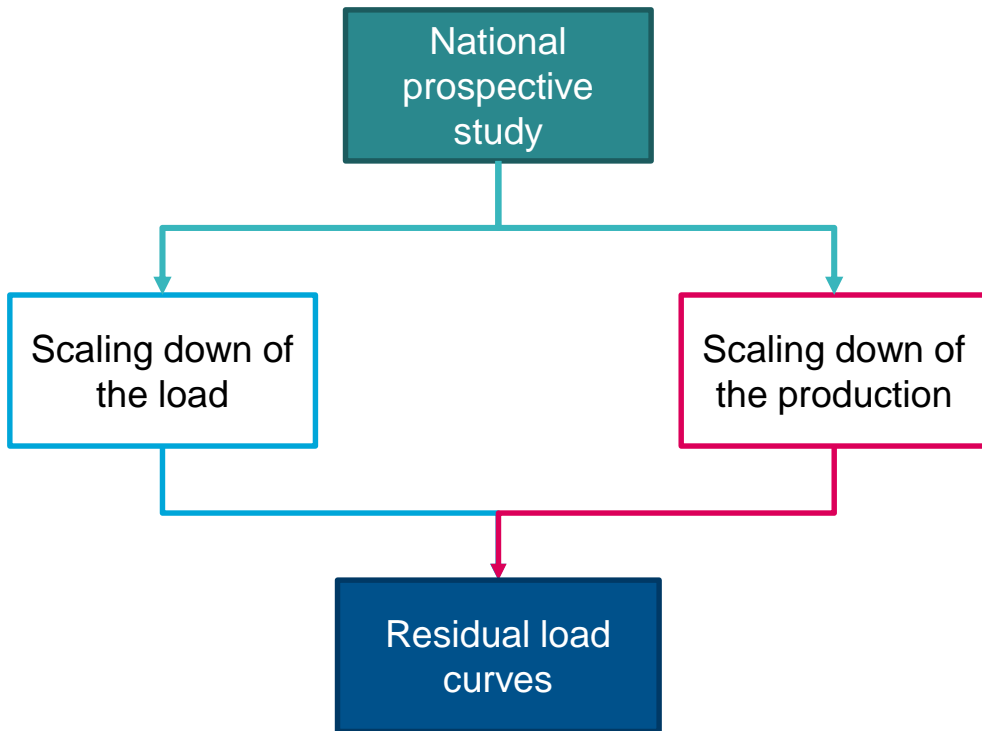 National
prospective
study
Scaling down of
the load
Scaling down of
the production
Residual load
curves